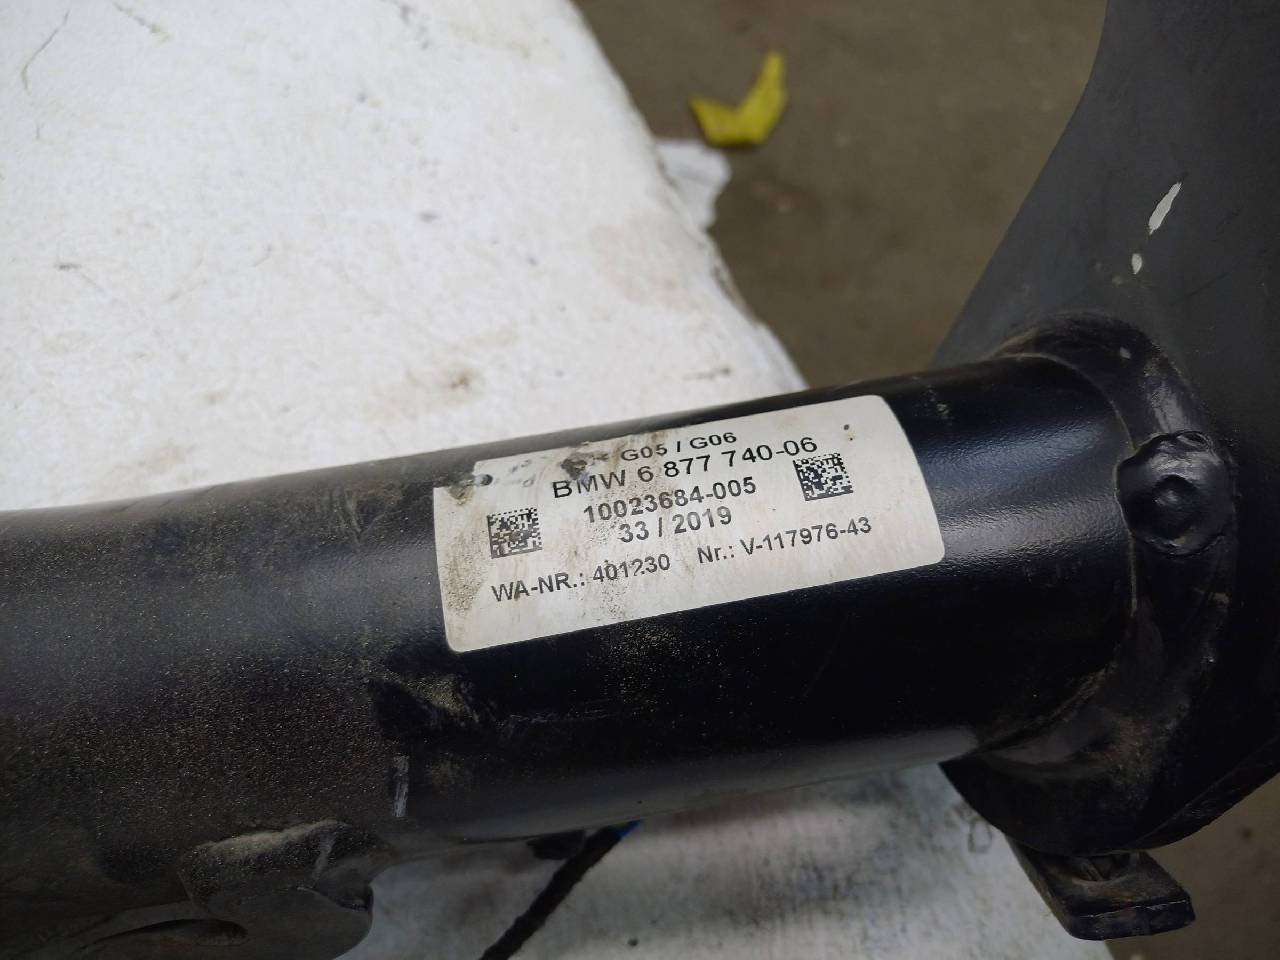 G05 / G06
BMW 6 877 740-06
10023684-005
33 / 2019
WA-NR.: 401230 Nr.: V-117976-43